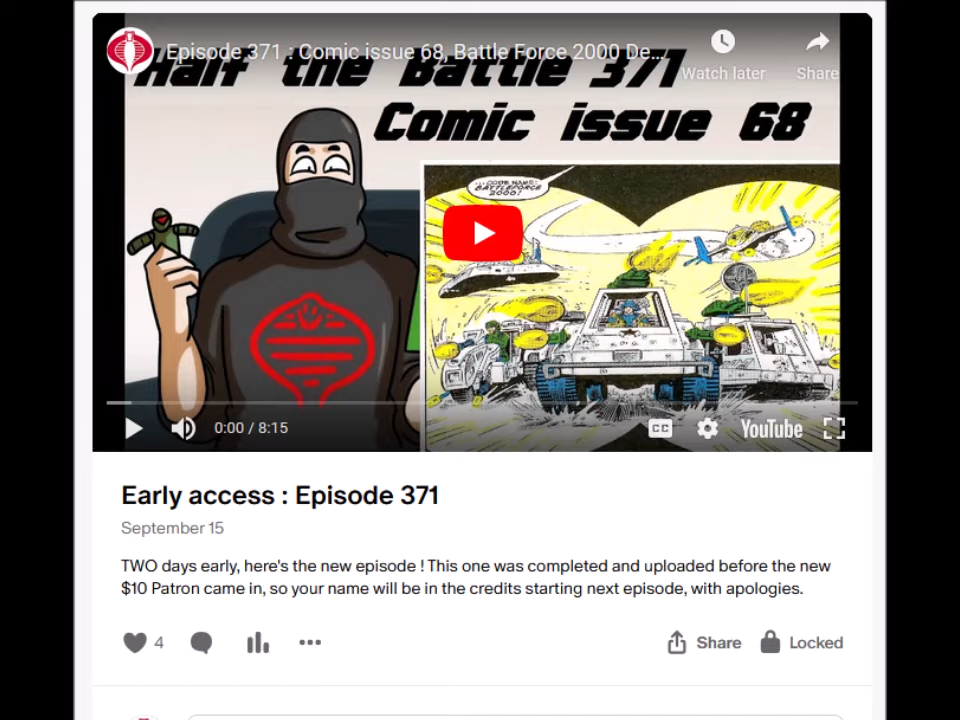 Episode 371 : Comic issue 68, Battle Force 2000 De...
Watch later
Share
Half the Battle 371
Comic issue 68
...CODE NAME:
BATTLEFORCE
2000!
0:00 / 8:15
CC
YouTube
Early access : Episode 371
September 15
TWO days early, here's the new episode ! This one was completed and uploaded before the new
$10 Patron came in, so your name will be in the credits starting next episode, with apologies.
4
Share
Locked